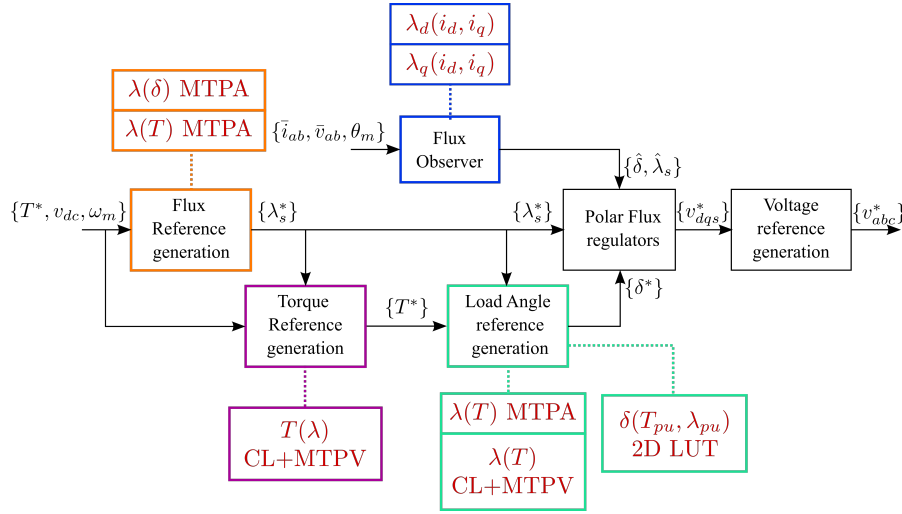 λ_d(i_d, i_q)
λ_q(i_d, i_q)
λ(δ) MTPA
λ(T) MTPA
{i̅_ab, v̅_ab, θ_m}
Flux
Observer
{δ̂, λ̂_s}
{T*, v_dc, ω_m}
Flux
Reference
generation
{λ_s*}
{λ_s*}
Polar Flux
regulators
{v_dqs*}
Voltage
reference
generation
{v_abc*}
{δ*}
Torque
Reference
generation
{T*}
Load Angle
reference
generation
T(λ)
CL+MTPV
λ(T) MTPA
λ(T)
CL+MTPV
δ(T_pu, λ_pu)
2D LUT